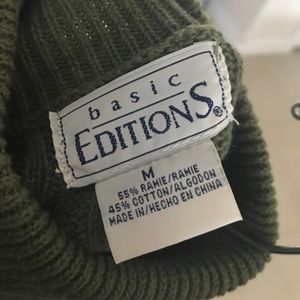 basic
EDITIONS®
M
55% RAMIE/RAMIE
45% COTTON/ALGODON
MADE IN/HECHO EN CHINA